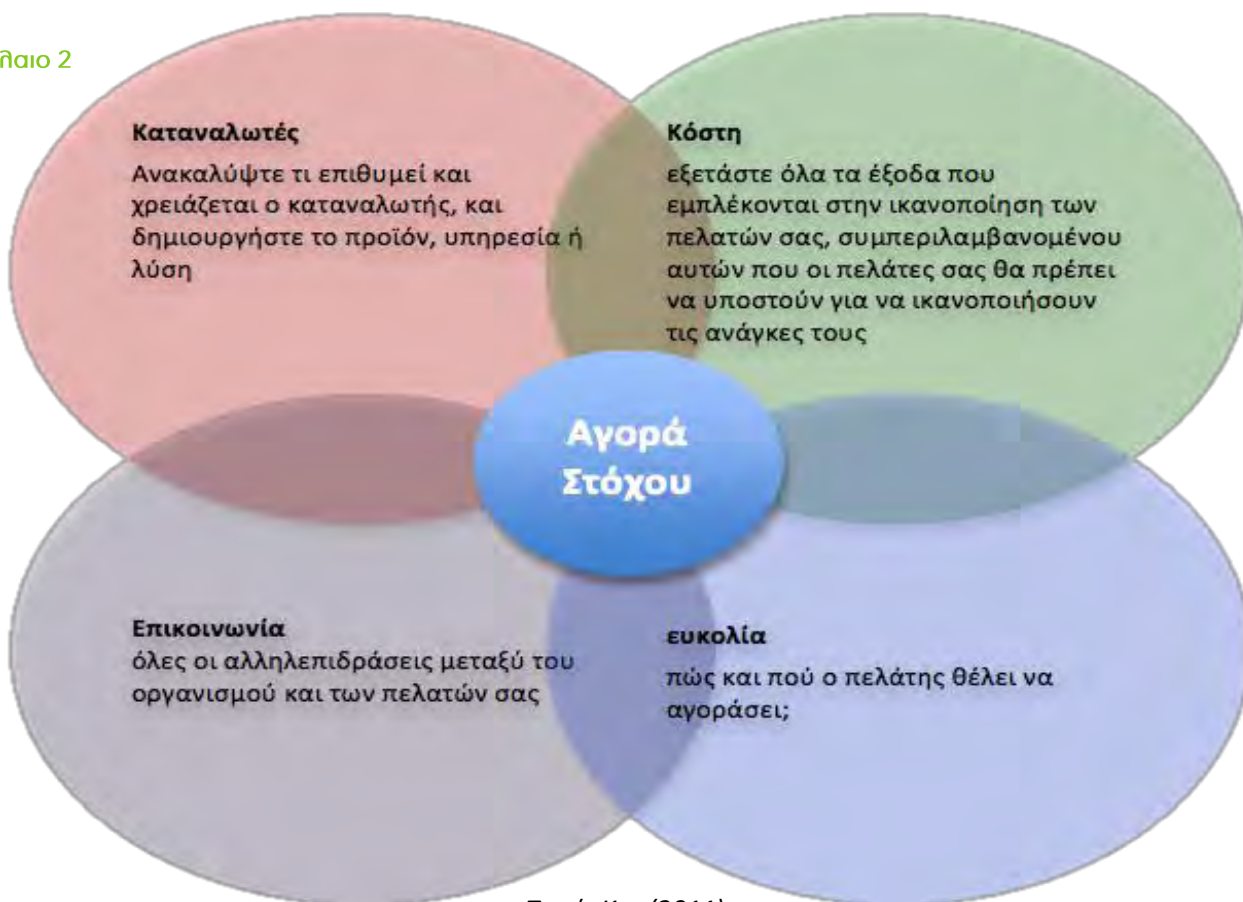 λαιο 2
Καταναλωτές
Ανακαλύψτε τι επιθυμεί και
χρειάζεται ο καταναλωτής, και
δημιουργήστε το προϊόν, υπηρεσία ή
λύση
Κόστη
εξετάστε όλα τα έξοδα που
εμπλέκονται στην ικανοποίηση των
πελατών σας, συμπεριλαμβανομένου
αυτών που οι πελάτες σας θα πρέπει
να υποστούν για να ικανοποιήσουν
τις ανάγκες τους
Αγορά
Στόχου
Επικοινωνία
όλες οι αλληλεπιδράσεις μεταξύ του
οργανισμού και των πελατών σας
ευκολία
πώς και πού ο πελάτης θέλει να
αγοράσει;